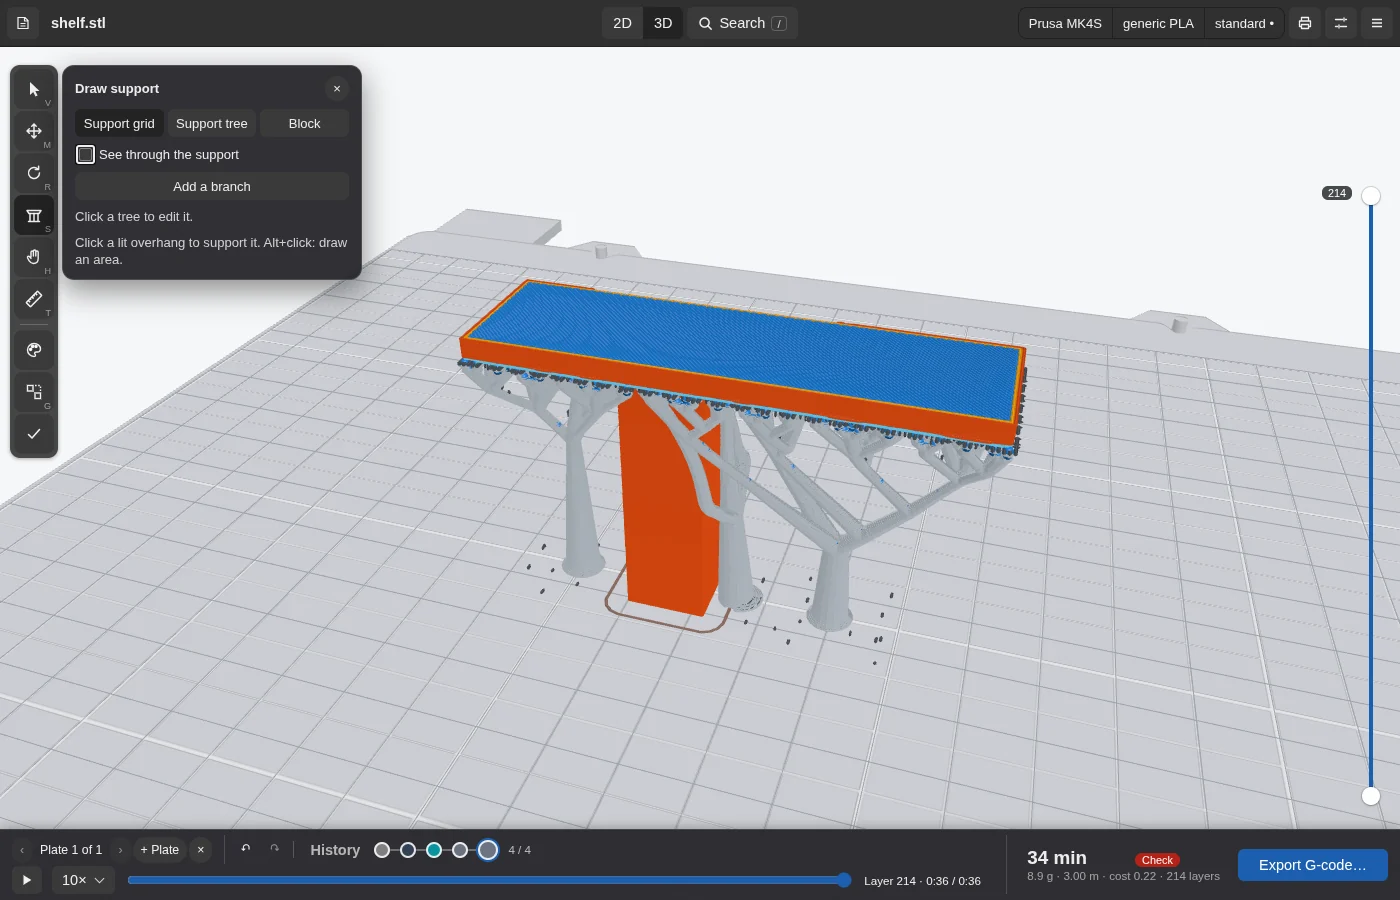 shelf.stl
2D
3D
Search /
Prusa MK4S
generic PLA
standard •
V
M
R
S
H
T
G
Draw support
×
Support grid
Support tree
Block
See through the support
Add a branch
Click a tree to edit it.
Click a lit overhang to support it. Alt+click: draw
an area.
214
‹ Plate 1 of 1 › + Plate ×
History
4 / 4
10×
Layer 214 · 0:36 / 0:36
34 min
Check
8.9 g · 3.00 m · cost 0.22 · 214 layers
Export G-code…